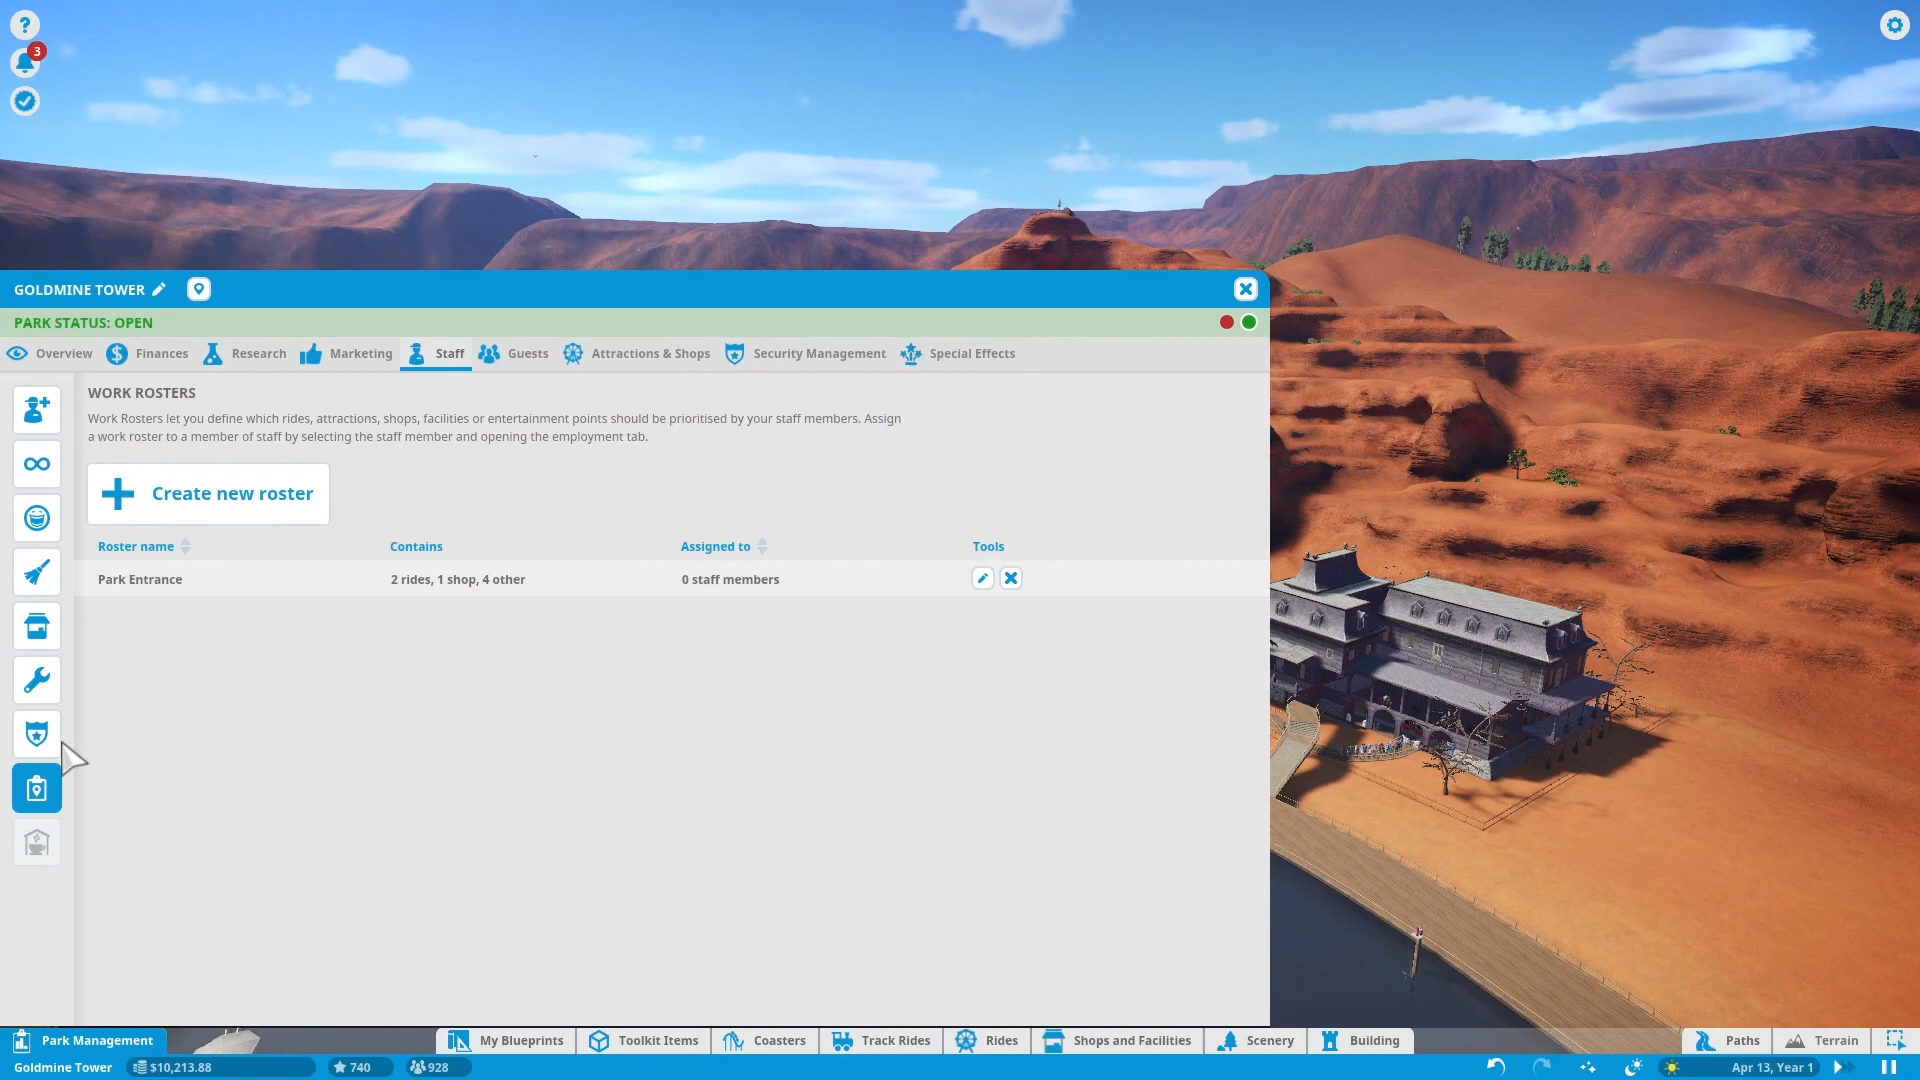 ?
3
GOLDMINE TOWER
PARK STATUS: OPEN
Overview Finances Research Marketing Staff Guests Attractions & Shops Security Management Special Effects
WORK ROSTERS
Work Rosters let you define which rides, attractions, shops, facilities or entertainment points should be prioritised by your staff members. Assign
a work roster to a member of staff by selecting the staff member and opening the employment tab.
Create new roster
Roster name Contains Assigned to Tools
Park Entrance 2 rides, 1 shop, 4 other 0 staff members
Park Management My Blueprints Toolkit Items Coasters Track Rides Rides Shops and Facilities Scenery Building Paths Terrain
Goldmine Tower $10,213.88 740 928 Apr 13, Year 1